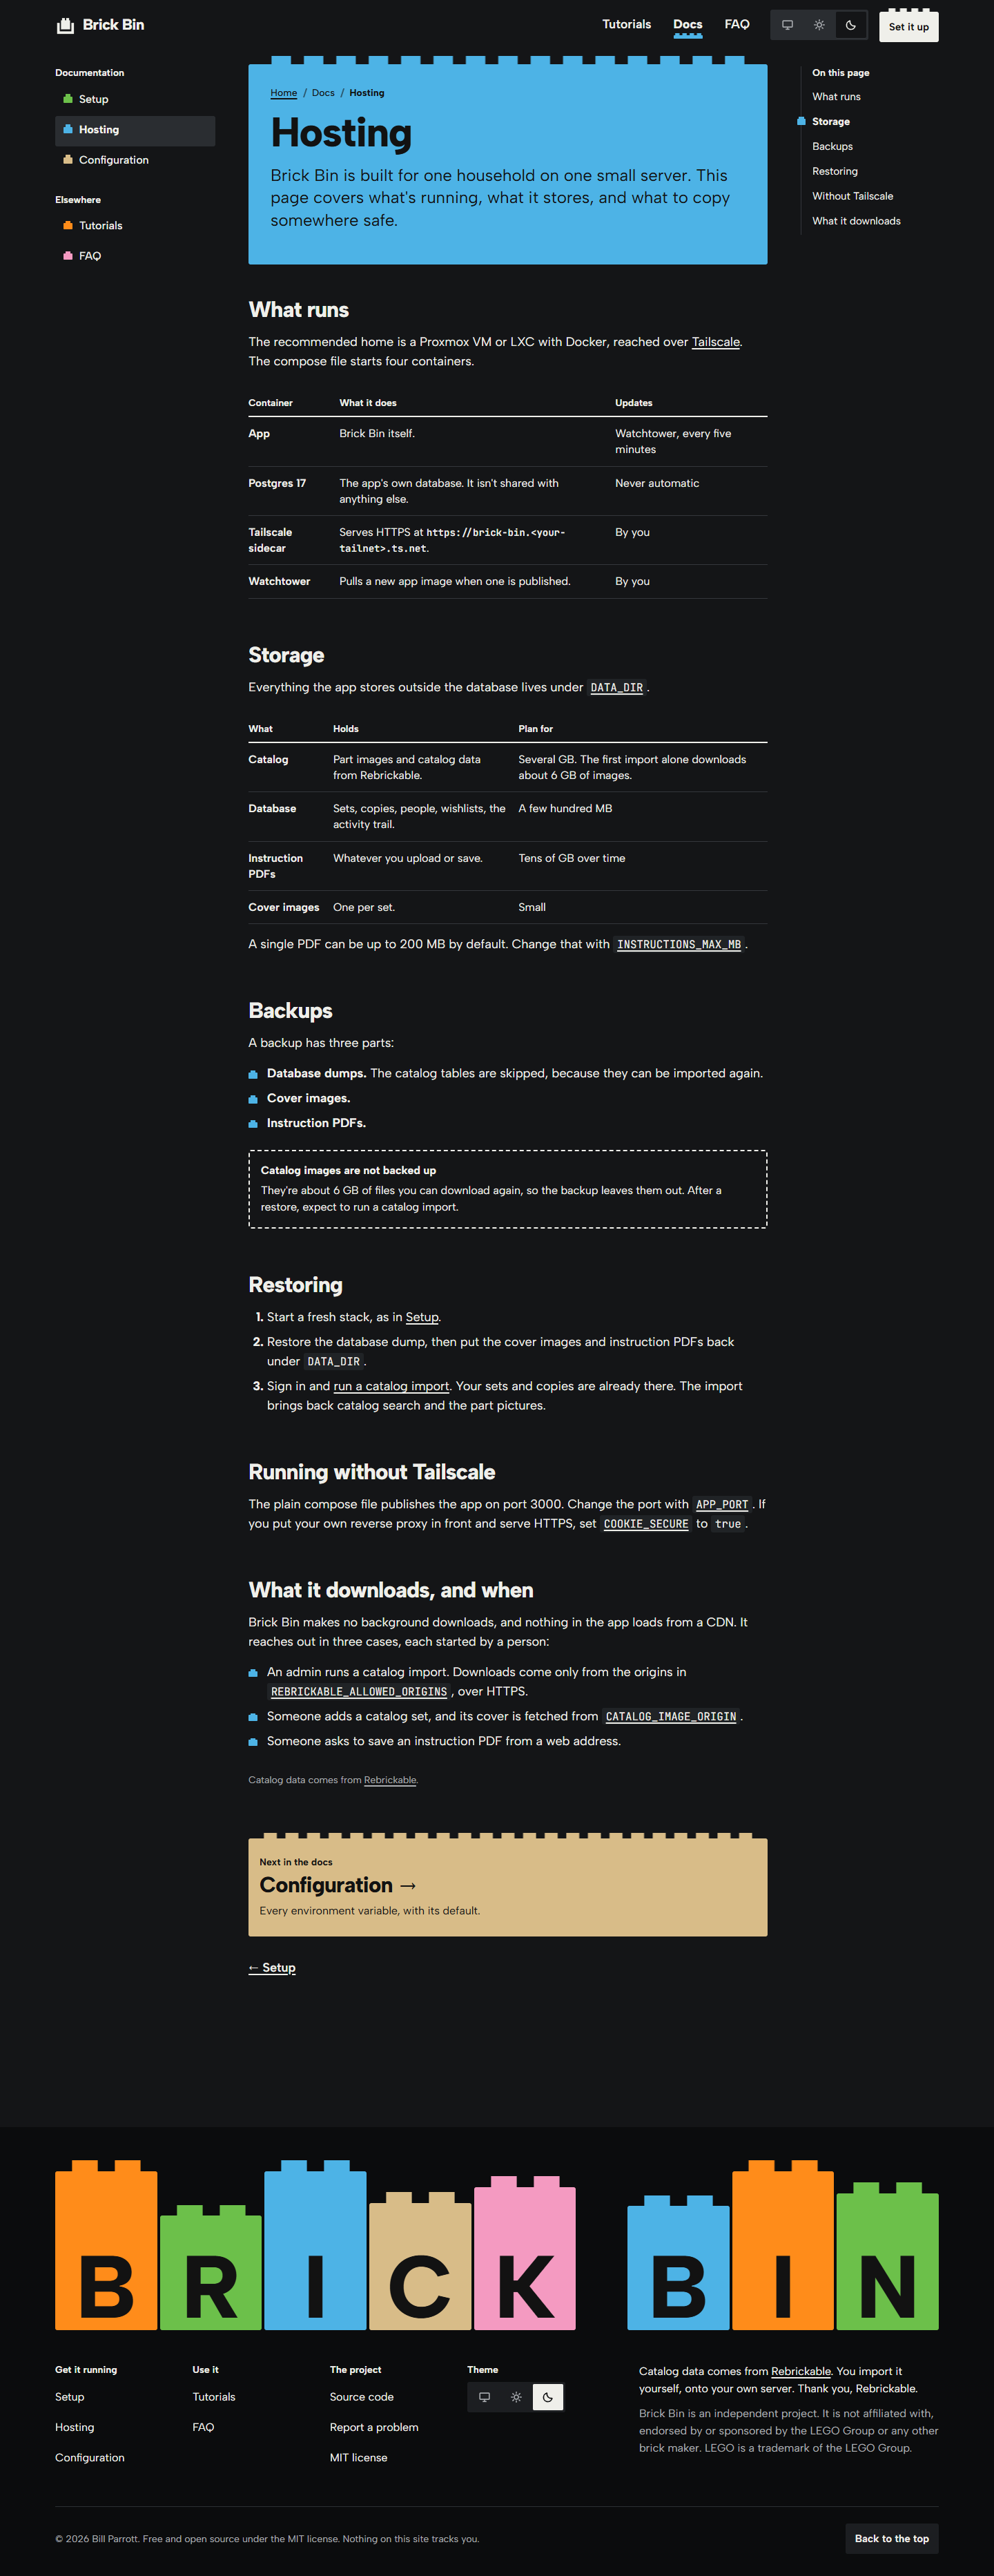 Brick Bin
Tutorials
Docs
FAQ
Set it up
Documentation
Setup
Hosting
Configuration
Elsewhere
Tutorials
FAQ
Home / Docs / Hosting
Hosting
Brick Bin is built for one household on one small server. This
page covers what's running, what it stores, and what to copy
somewhere safe.
On this page
What runs
Storage
Backups
Restoring
Without Tailscale
What it downloads
What runs
The recommended home is a Proxmox VM or LXC with Docker, reached over Tailscale.
The compose file starts four containers.
Container What it does Updates
App Brick Bin itself. Watchtower, every five
minutes
Postgres 17 The app's own database. It isn't shared with Never automatic
anything else.
Tailscale Serves HTTPS at https://brick-bin.<your- By you
sidecar tailnet>.ts.net.
Watchtower Pulls a new app image when one is published. By you
Storage
Everything the app stores outside the database lives under DATA_DIR.
What Holds Plan for
Catalog Part images and catalog data Several GB. The first import alone downloads
from Rebrickable. about 6 GB of images.
Database Sets, copies, people, wishlists, the A few hundred MB
activity trail.
Instruction Whatever you upload or save. Tens of GB over time
PDFs
Cover images One per set. Small
A single PDF can be up to 200 MB by default. Change that with INSTRUCTIONS_MAX_MB.
Backups
A backup has three parts:
Database dumps. The catalog tables are skipped, because they can be imported again.
Cover images.
Instruction PDFs.
Catalog images are not backed up
They're about 6 GB of files you can download again, so the backup leaves them out. After a
restore, expect to run a catalog import.
Restoring
1. Start a fresh stack, as in Setup.
2. Restore the database dump, then put the cover images and instruction PDFs back
under DATA_DIR.
3. Sign in and run a catalog import. Your sets and copies are already there. The import
brings back catalog search and the part pictures.
Running without Tailscale
The plain compose file publishes the app on port 3000. Change the port with APP_PORT. If
you put your own reverse proxy in front and serve HTTPS, set COOKIE_SECURE to true.
What it downloads, and when
Brick Bin makes no background downloads, and nothing in the app loads from a CDN. It
reaches out in three cases, each started by a person:
An admin runs a catalog import. Downloads come only from the origins in
REBRICKABLE_ALLOWED_ORIGINS, over HTTPS.
Someone adds a catalog set, and its cover is fetched from CATALOG_IMAGE_ORIGIN.
Someone asks to save an instruction PDF from a web address.
Catalog data comes from Rebrickable.
Next in the docs
Configuration →
Every environment variable, with its default.
← Setup
BRICK BIN
Get it running
Setup
Hosting
Configuration
Use it
Tutorials
FAQ
The project
Source code
Report a problem
MIT license
Theme
Catalog data comes from Rebrickable. You import it
yourself, onto your own server. Thank you, Rebrickable.
Brick Bin is an independent project. It is not affiliated with,
endorsed by or sponsored by the LEGO Group or any other
brick maker. LEGO is a trademark of the LEGO Group.
© 2026 Bill Parrott. Free and open source under the MIT license. Nothing on this site tracks you.
Back to the top